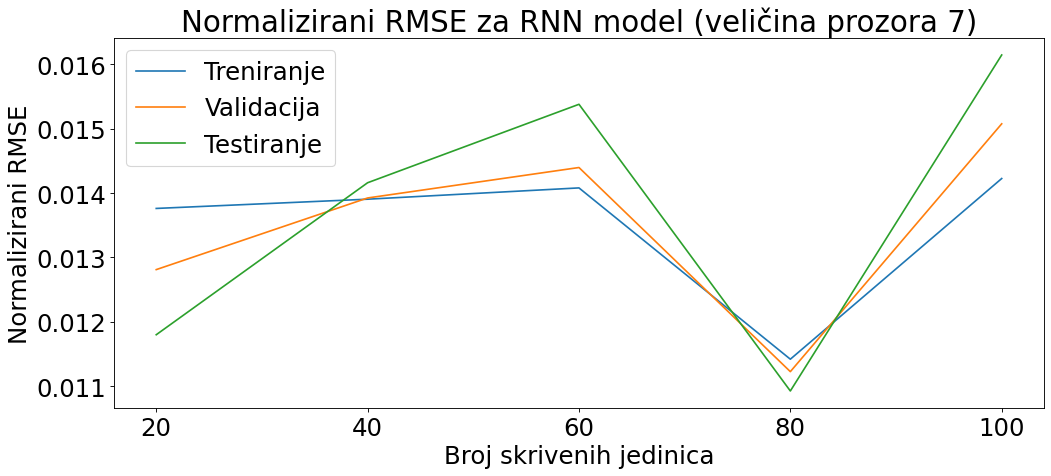 Normalizirani RMSE za RNN model (veličina prozora 7)
Treniranje
Validacija
Testiranje
Normalizirani RMSE
0.016
0.015
0.014
0.013
0.012
0.011
20 40 60 80 100
Broj skrivenih jedinica